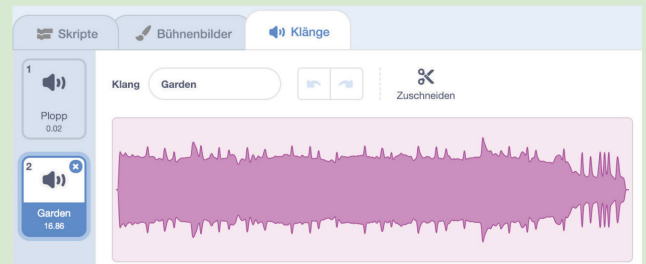 Skripte
Bühnenbilder
Klänge
1
Plopp
0.02
Klang
Garden
Zuschneiden
2
Garden
16.86